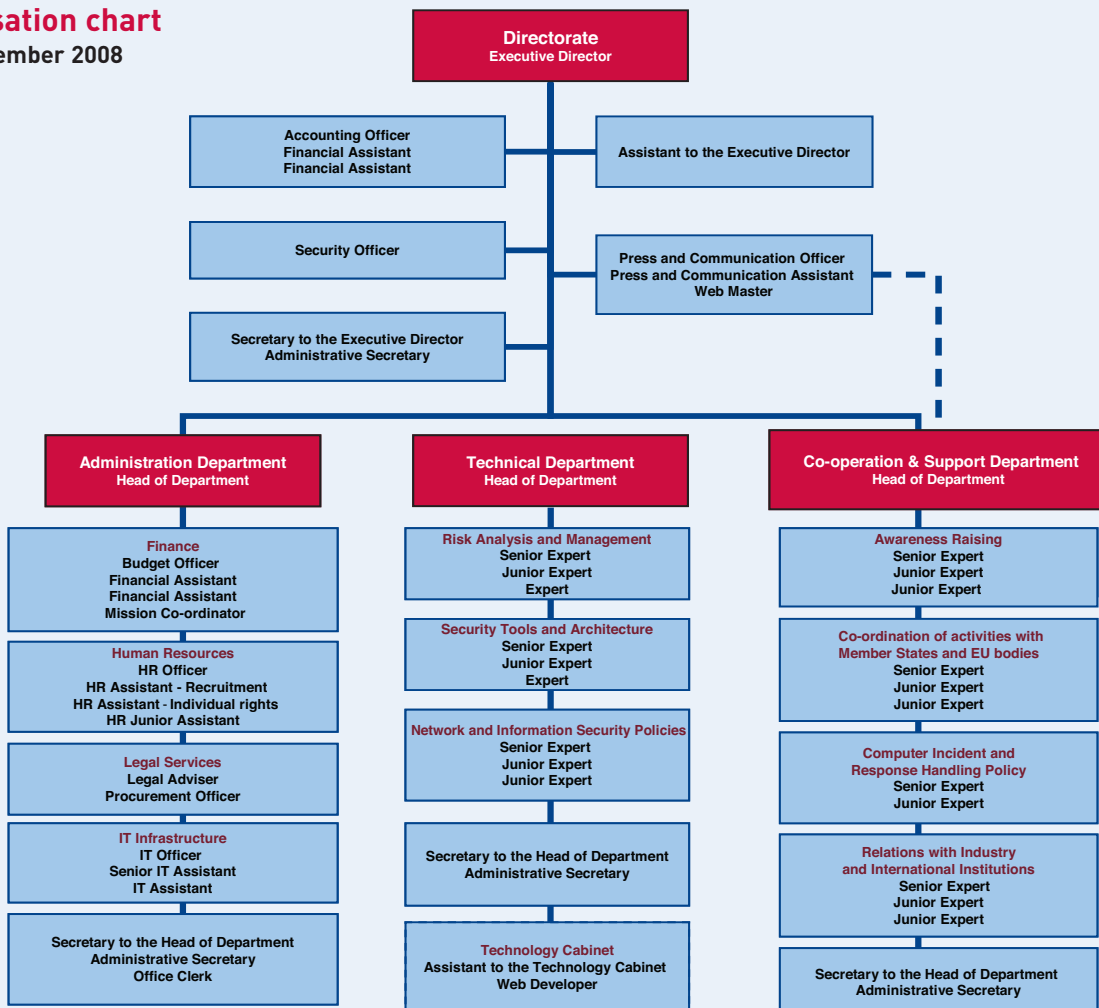 sation chart
ember 2008
Directorate
Executive Director
Accounting Officer
Financial Assistant
Financial Assistant
Assistant to the Executive Director
Security Officer
Press and Communication Officer
Press and Communication Assistant
Web Master
Secretary to the Executive Director
Administrative Secretary
Administration Department
Head of Department
Finance
Budget Officer
Financial Assistant
Financial Assistant
Mission Co-ordinator
Human Resources
HR Officer
HR Assistant - Recruitment
HR Assistant - Individual rights
HR Junior Assistant
Legal Services
Legal Adviser
Procurement Officer
IT Infrastructure
IT Officer
Senior IT Assistant
IT Assistant
Secretary to the Head of Department
Administrative Secretary
Office Clerk
Technical Department
Head of Department
Risk Analysis and Management
Senior Expert
Junior Expert
Expert
Security Tools and Architecture
Senior Expert
Junior Expert
Expert
Network and Information Security Policies
Senior Expert
Junior Expert
Junior Expert
Secretary to the Head of Department
Administrative Secretary
Technology Cabinet
Assistant to the Technology Cabinet
Web Developer
Co-operation & Support Department
Head of Department
Awareness Raising
Senior Expert
Junior Expert
Junior Expert
Co-ordination of activities with
Member States and EU bodies
Senior Expert
Junior Expert
Junior Expert
Computer Incident and
Response Handling Policy
Senior Expert
Junior Expert
Relations with Industry
and International Institutions
Senior Expert
Junior Expert
Junior Expert
Secretary to the Head of Department
Administrative Secretary